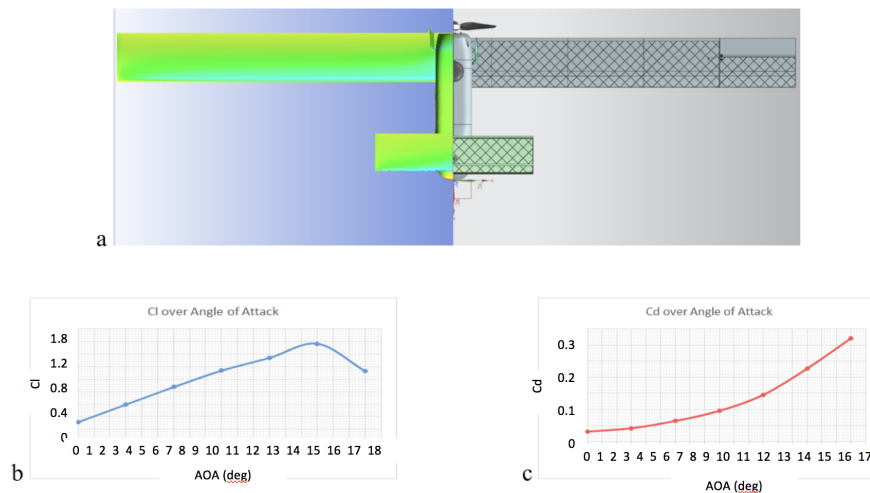 a
Cl over Angle of Attack
1.8
1.2
0.8
0.4
0
Cl
0 1 2 3 4 5 6 7 8 9 10 11 12 13 14 15 17 18
AOA (deg)
b
Cd over Angle of Attack
0.3
0.2
0.1
0
Cd
0 1 2 3 4 5 6 7 8 9 10 11 12 13 14 15 16 17
AOA (deg)
c